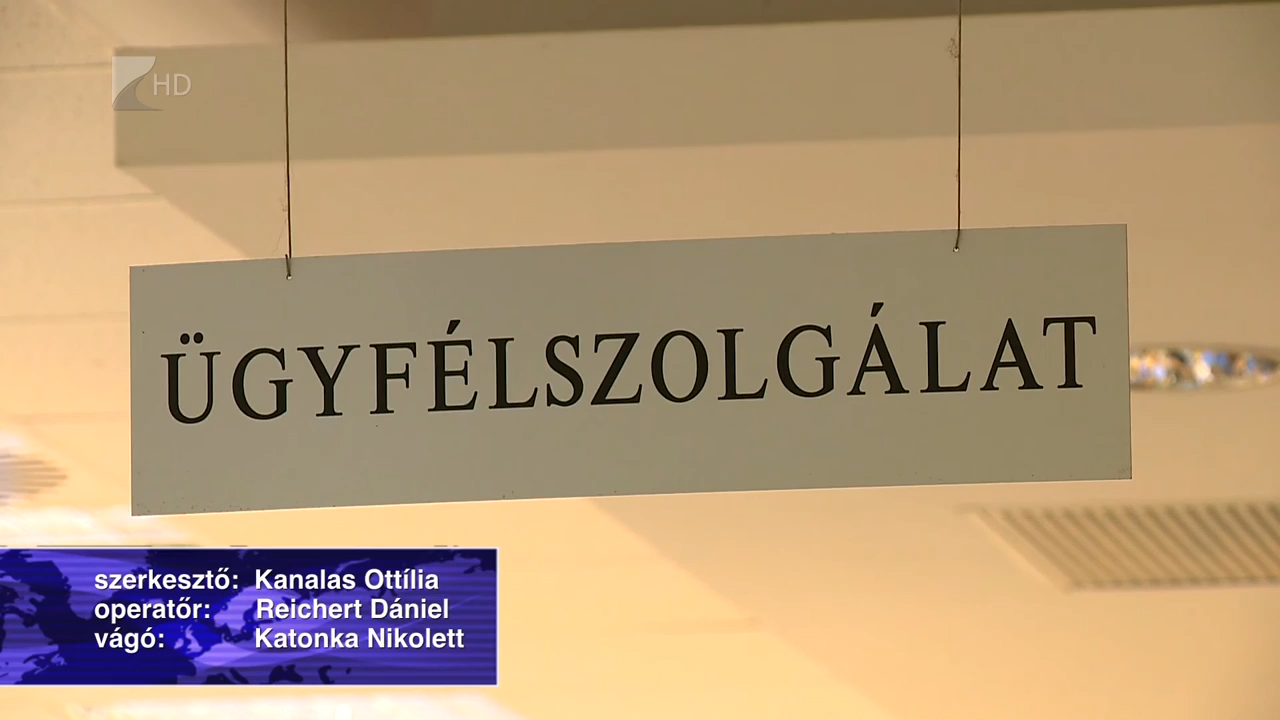 HD
ÜGYFÉLSZOLGÁLAT
szerkesztő: Kanalas Ottília
operatőr: Reichert Dániel
vágó: Katonka Nikolett